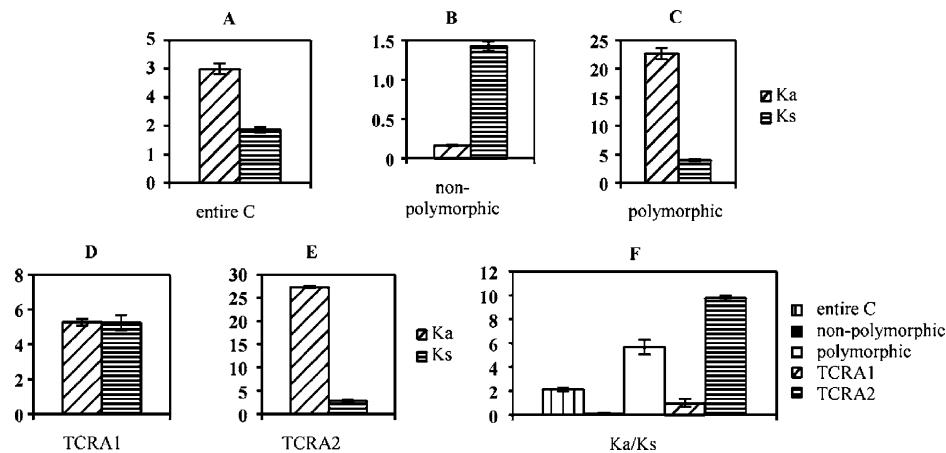 A
B
C
5
3
4
2
1
0
entire C
1.5
1.0
0.5
0
non-
polymorphic
25
20
15
10
5
0
polymorphic
Ka
Ks
D
E
F
8
6
4
2
0
TCRA1
30
25
20
15
10
5
0
TCRA2
Ka
Ks
12
10
8
6
4
2
0
Ka/Ks
entire C
non-polymorphic
polymorphic
TCRA1
TCRA2